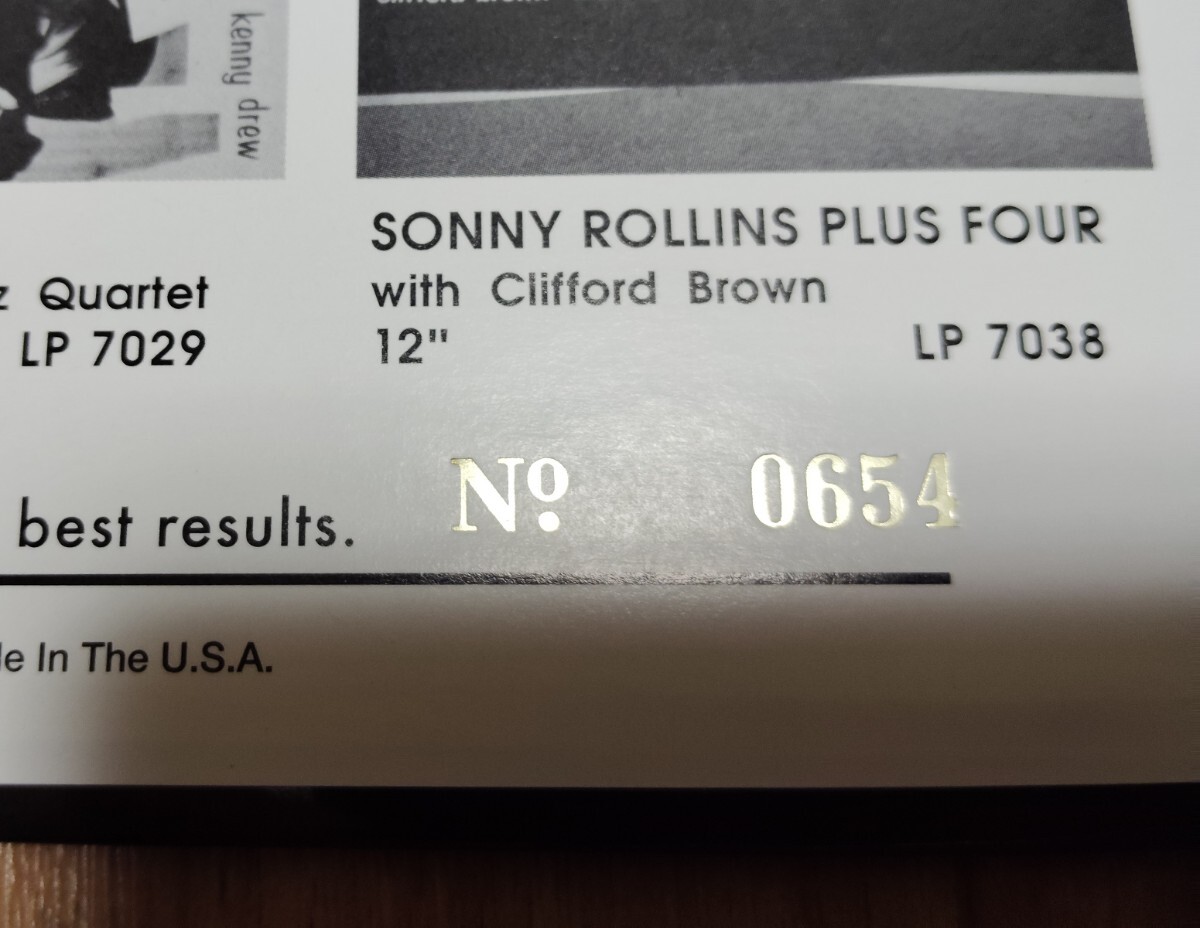 kenny drew
SONNY ROLLINS PLUS FOUR
with Clifford Brown
12" LP 7038
z Quartet
LP 7029
best results.
Nº 0654
le In The U.S.A.